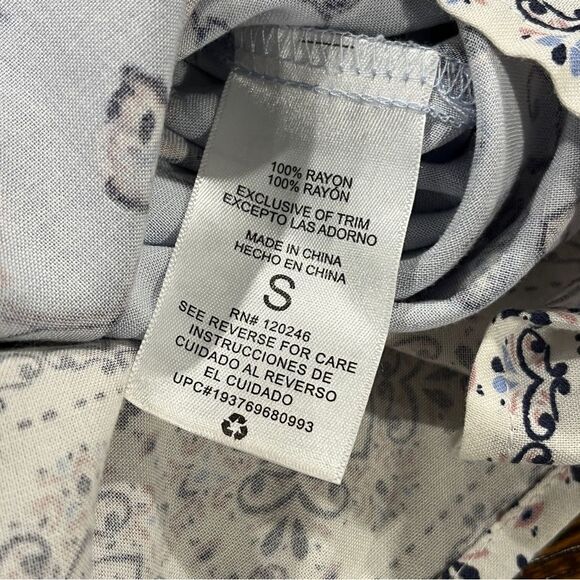 100% RAYON
100% RAYÓN
EXCLUSIVE OF TRIM
EXCEPTO LAS ADORNO
MADE IN CHINA
HECHO EN CHINA
S
RN# 120246
SEE REVERSE FOR CARE
INSTRUCCIONES DE
CUIDADO AL REVERSO
EL CUIDADO
UPC#193769680993